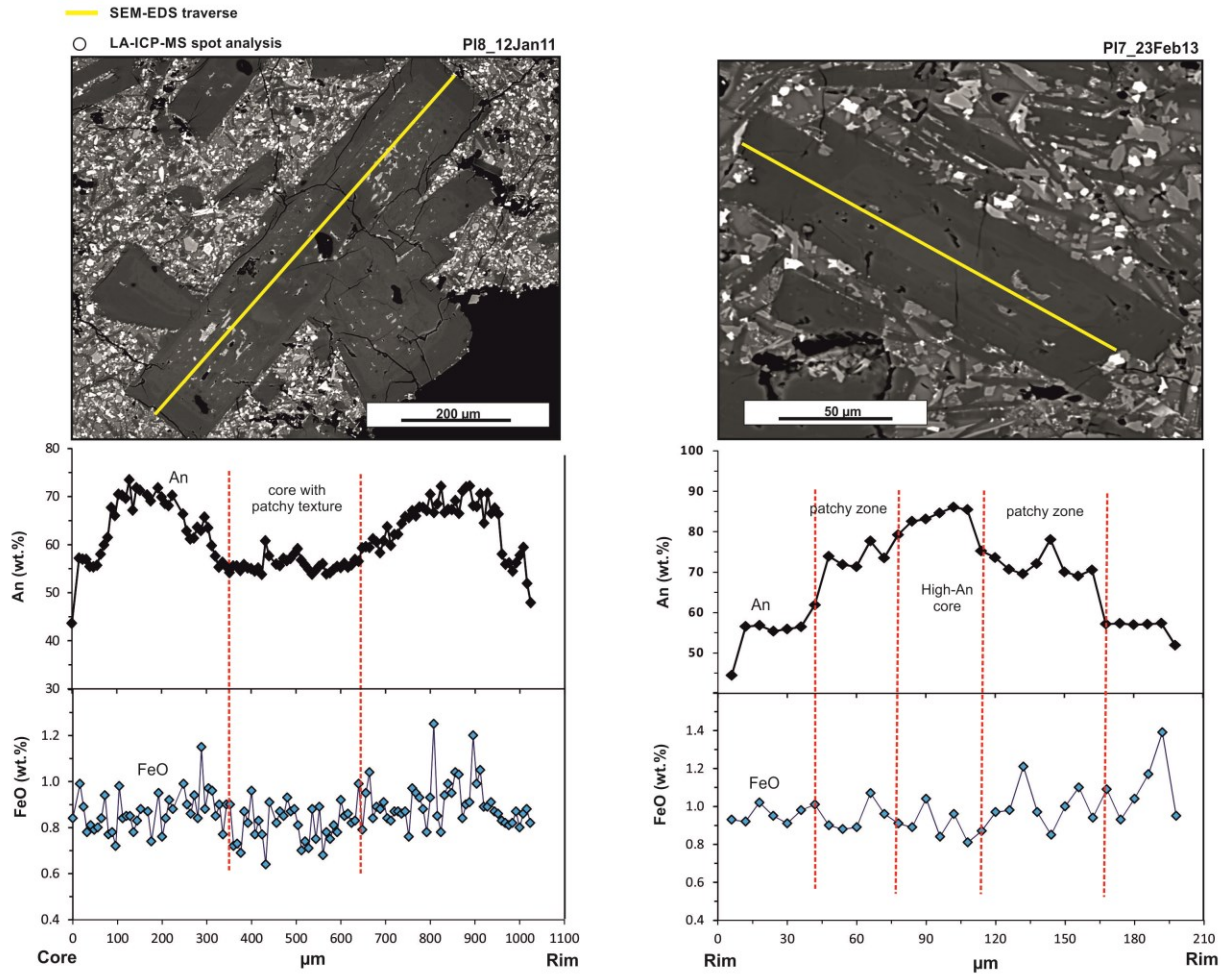 SEM-EDS traverse
LA-ICP-MS spot analysis
Pl8_12Jan11
Pl7_23Feb13
200 µm
50 µm
80
70
60
50
40
30
An (wt.%)
An
core with
patchy texture
1.0
0.8
0.6
0.4
FeO (wt.%)
FeO
0 100 200 300 400 500 600 700 800 900 1000 1100
Core µm Rim
100
90
80
70
60
50
An (wt.%)
An
patchy zone
High-An
core
patchy zone
1.4
1.2
1.0
0.8
0.6
0.4
FeO (wt.%)
FeO
0 30 60 90 120 150 180 210
Rim µm Rim